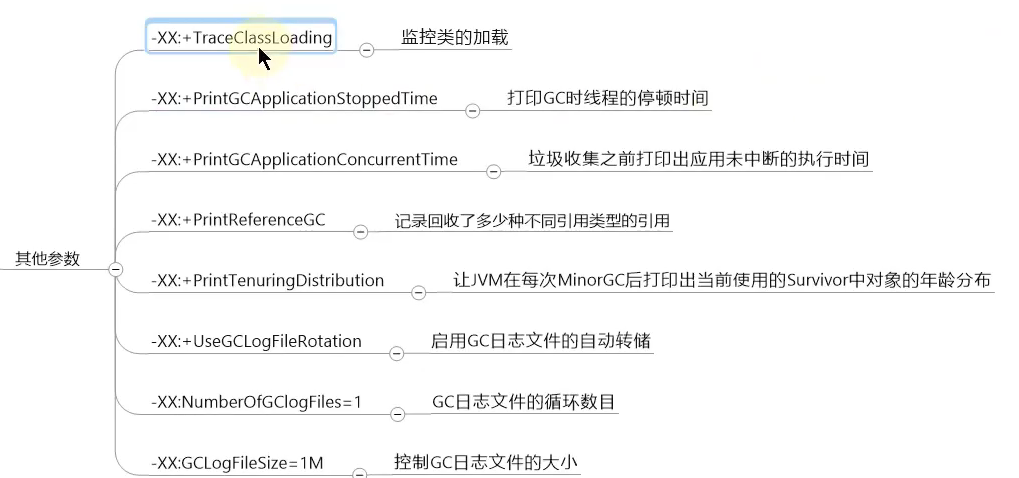 -XX:+TraceClassLoading 监控类的加载
-XX:+PrintGCApplicationStoppedTime 打印GC时线程的停顿时间
-XX:+PrintGCApplicationConcurrentTime 垃圾收集之前打印出应用未中断的执行时间
-XX:+PrintReferenceGC 记录回收了多少种不同引用类型的引用
其他参数
-XX:+PrintTenuringDistribution 让JVM在每次MinorGC后打印出当前使用的Survivor中对象的年龄分布
-XX:+UseGCLogFileRotation 启用GC日志文件的自动转储
-XX:NumberOfGClogFiles=1 GC日志文件的循环数目
-XX:GCLogFileSize=1M 控制GC日志文件的大小